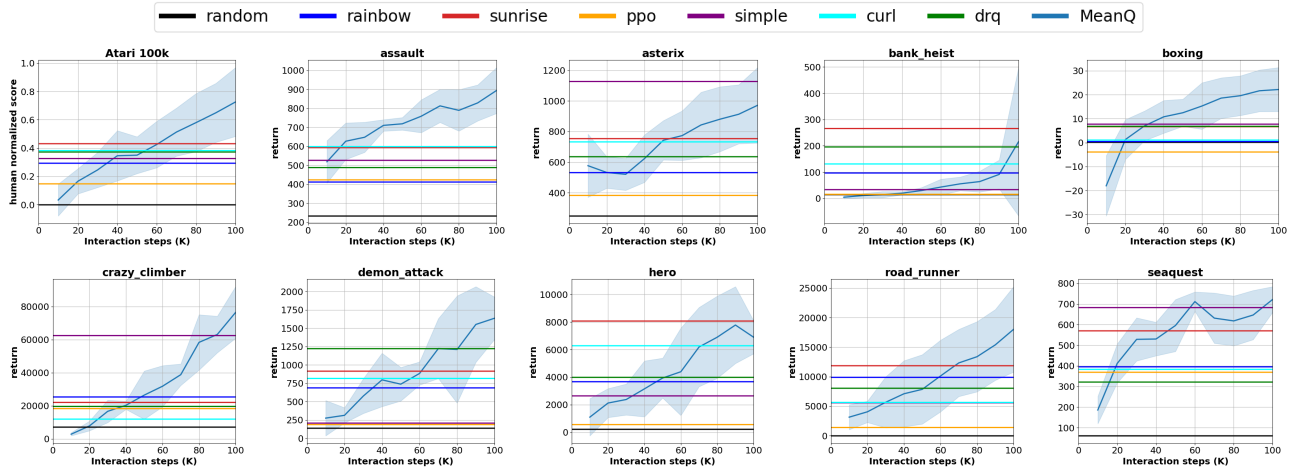 random rainbow sunrise ppo simple curl drq MeanQ
Atari 100k
human normalized score
1.0
0.8
0.6
0.4
0.2
0.0
0 20 40 60 80 100
Interaction steps (K)
assault
return
1000
900
800
700
600
500
400
300
200
0 20 40 60 80 100
Interaction steps (K)
asterix
return
1200
1000
800
600
400
0 20 40 60 80 100
Interaction steps (K)
bank_heist
return
500
400
300
200
100
0
0 20 40 60 80 100
Interaction steps (K)
boxing
return
30
20
10
0
−10
−20
−30
0 20 40 60 80 100
Interaction steps (K)
crazy_climber
return
80000
60000
40000
20000
0
0 20 40 60 80 100
Interaction steps (K)
demon_attack
return
2000
1750
1500
1250
1000
750
500
250
0
0 20 40 60 80 100
Interaction steps (K)
hero
return
10000
8000
6000
4000
2000
0
0 20 40 60 80 100
Interaction steps (K)
road_runner
return
25000
20000
15000
10000
5000
0
0 20 40 60 80 100
Interaction steps (K)
seaquest
return
800
700
600
500
400
300
200
100
0 20 40 60 80 100
Interaction steps (K)